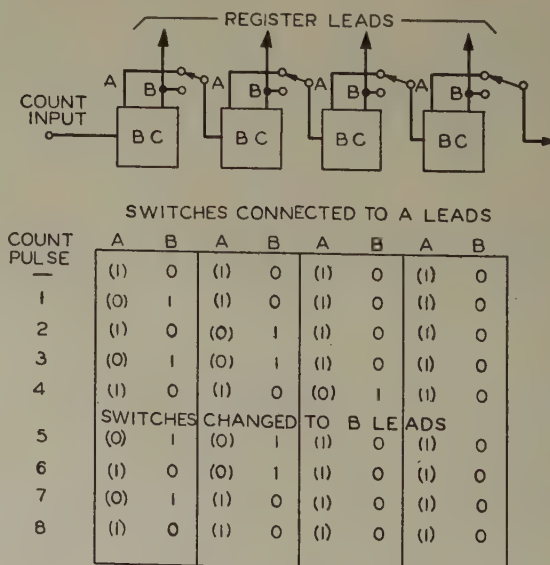 REGISTER LEADS
A B A B A B A B
COUNT
INPUT
BC BC BC BC
SWITCHES CONNECTED TO A LEADS
COUNT
PULSE
A B A B A B A B
— (1) 0 (1) 0 (1) 0 (1) 0
1 (0) 1 (1) 0 (1) 0 (1) 0
2 (1) 0 (0) 1 (1) 0 (1) 0
3 (0) 1 (0) 1 (1) 0 (1) 0
4 (1) 0 (1) 0 (0) 1 (1) 0
SWITCHES CHANGED TO B LEADS
5 (0) 1 (0) 1 (1) 0 (1) 0
6 (1) 0 (0) 1 (1) 0 (1) 0
7 (0) 1 (1) 0 (1) 0 (1) 0
8 (1) 0 (1) 0 (1) 0 (1) 0